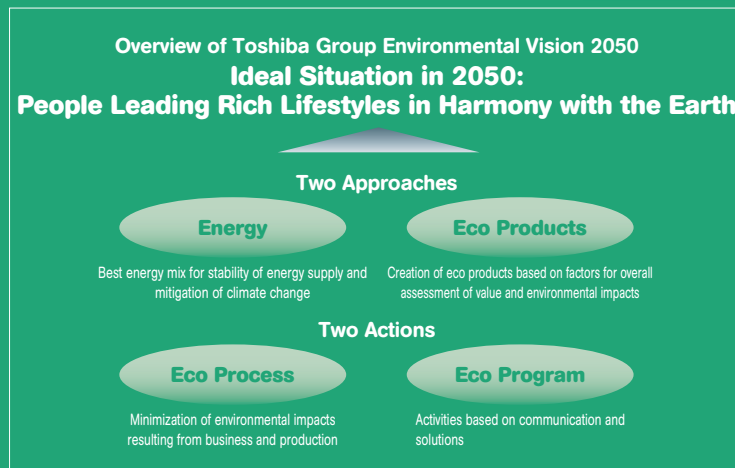 Overview of Toshiba Group Environmental Vision 2050
Ideal Situation in 2050:
People Leading Rich Lifestyles in Harmony with the Earth
Two Approaches
Energy
Best energy mix for stability of energy supply and
mitigation of climate change
Eco Products
Creation of eco products based on factors for overall
assessment of value and environmental impacts
Two Actions
Eco Process
Minimization of environmental impacts
resulting from business and production
Eco Program
Activities based on communication and
solutions